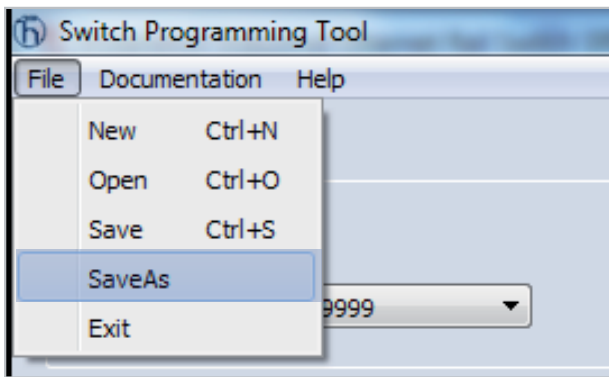 Switch Programming Tool
File Documentation Help
New Ctrl+N
Open Ctrl+O
Save Ctrl+S
SaveAs
9999
Exit